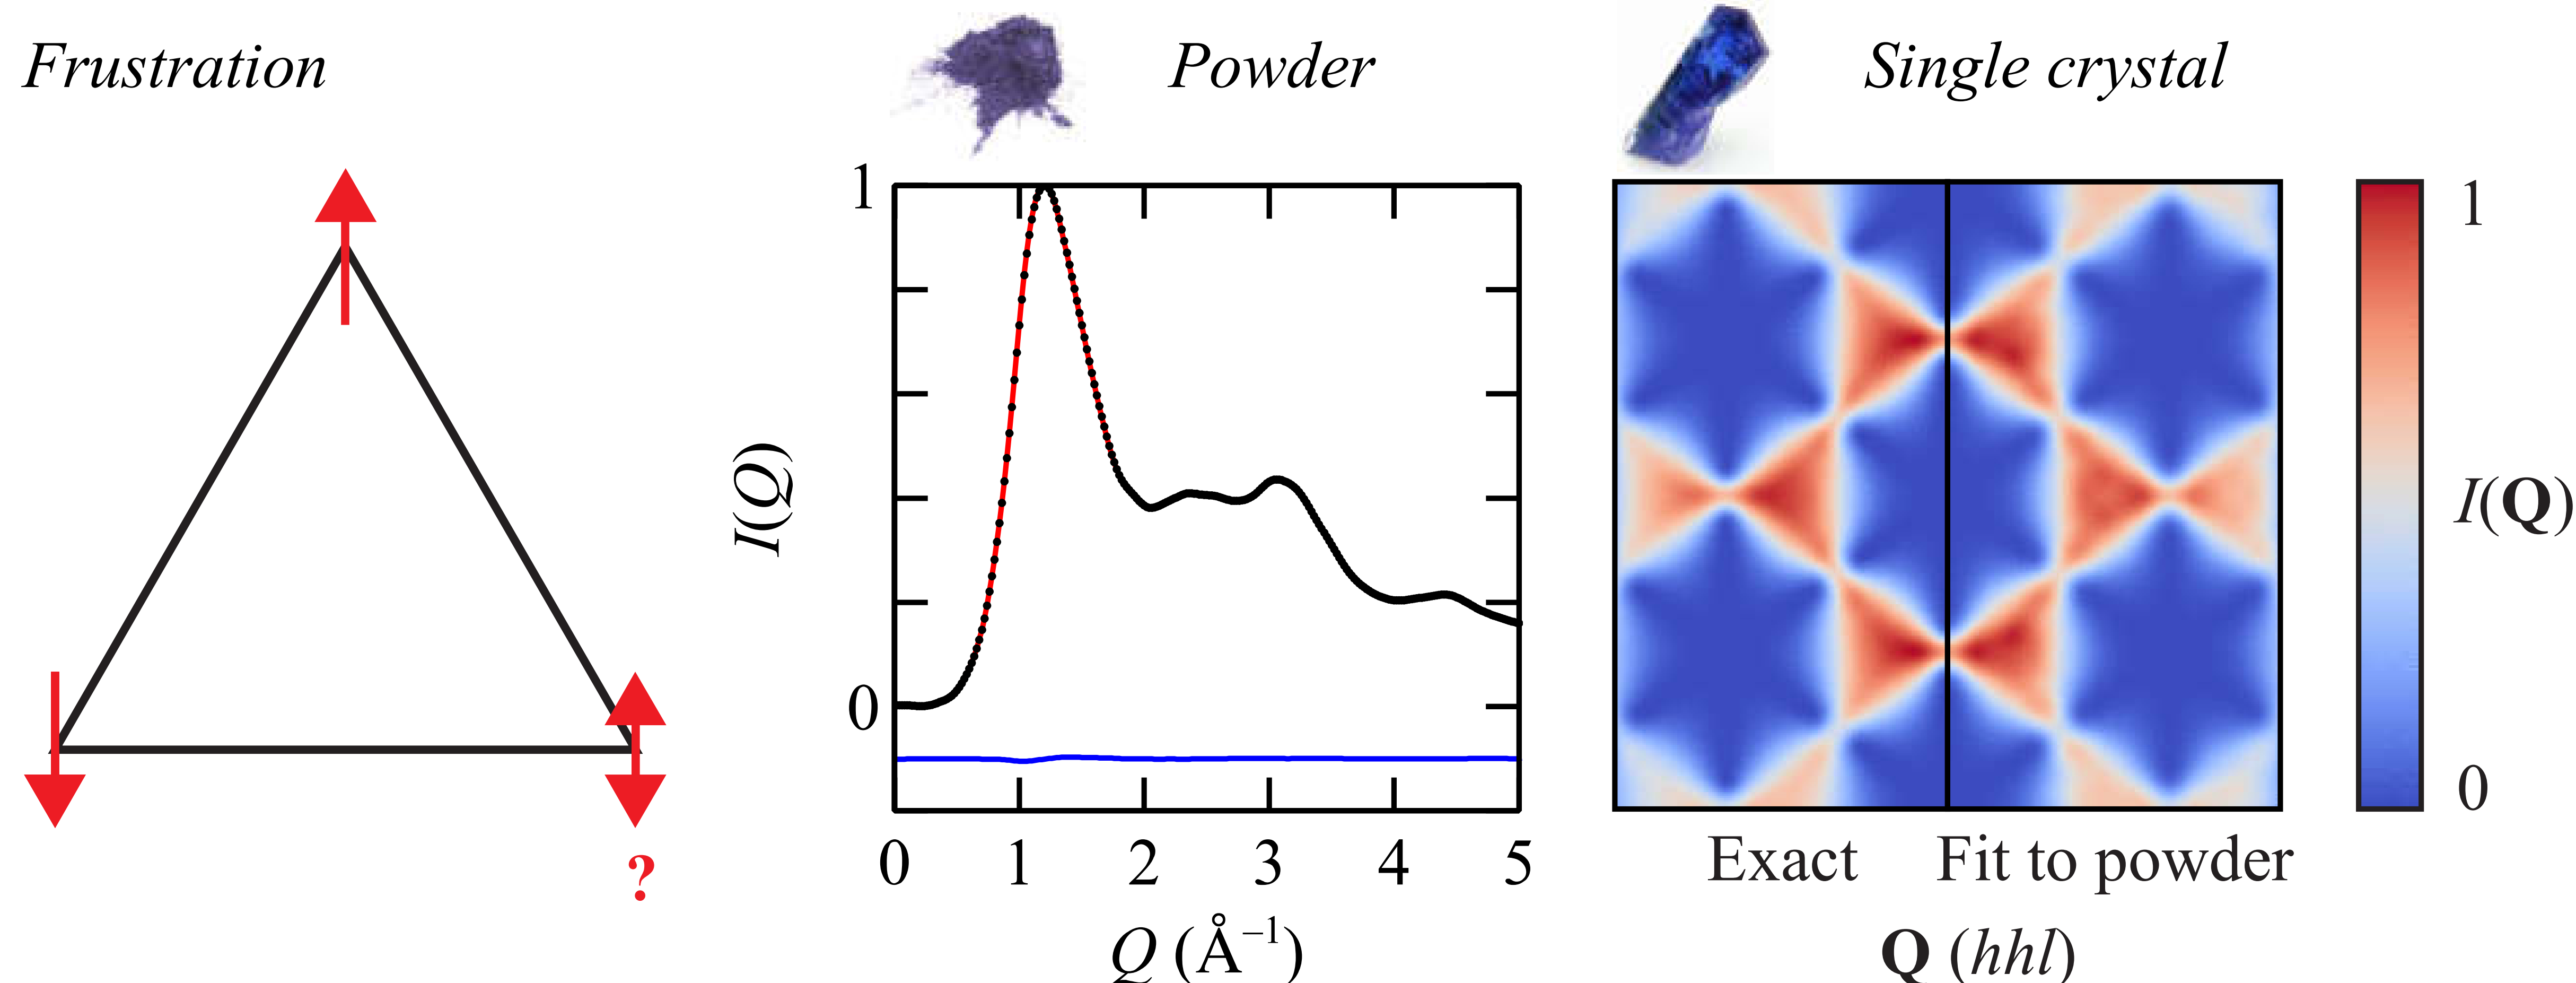 Frustration
?
Powder
1
0
I(Q)
0 1 2 3 4 5
Q (Å⁻¹)
Single crystal
Exact Fit to powder
Q (hhl)
1
I(Q)
0